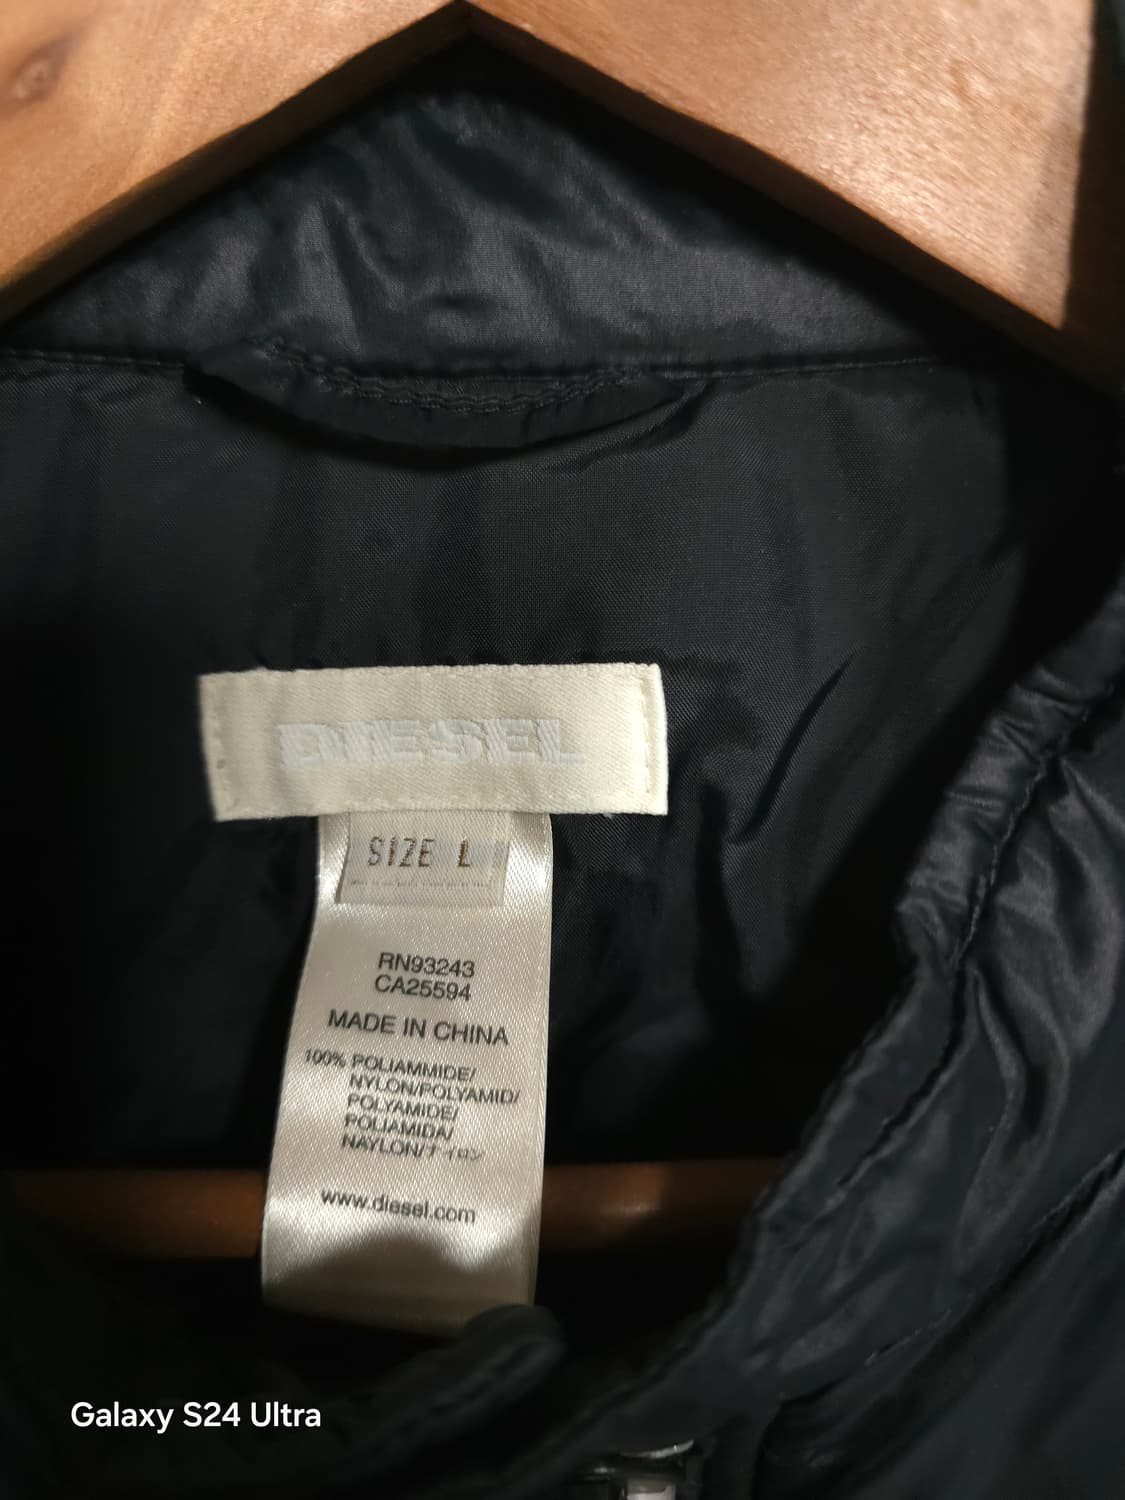 DIESEL
SIZE L
RN93243
CA25594
MADE IN CHINA
100% POLIAMMIDE/
NYLON/POLYAMID/
POLYAMIDE/
POLIAMIDA/
NAYLON/ナイロン
www.diesel.com
Galaxy S24 Ultra